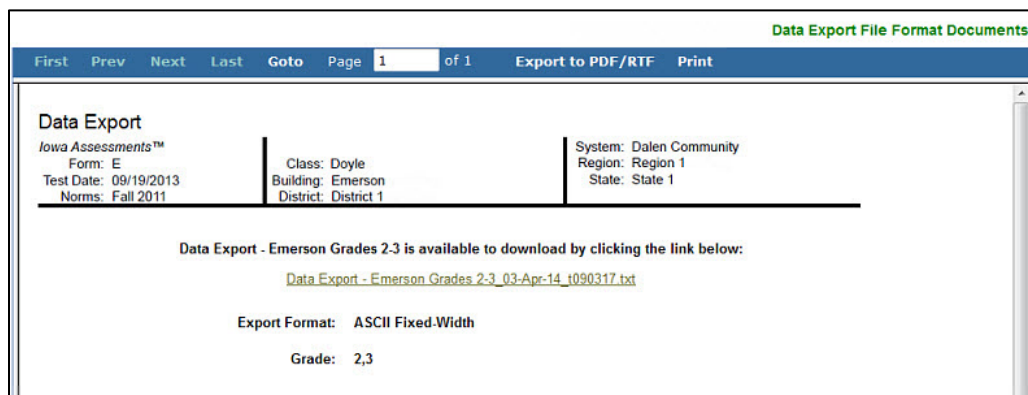 Data Export File Format Documents
First Prev Next Last Goto Page 1 of 1 Export to PDF/RTF Print
Data Export
Iowa Assessments™
Form: E
Test Date: 09/19/2013
Norms: Fall 2011
Class: Doyle
Building: Emerson
District: District 1
System: Dalen Community
Region: Region 1
State: State 1
Data Export - Emerson Grades 2-3 is available to download by clicking the link below:
Data Export - Emerson Grades 2-3_03-Apr-14_t090317.txt
Export Format: ASCII Fixed-Width
Grade: 2,3